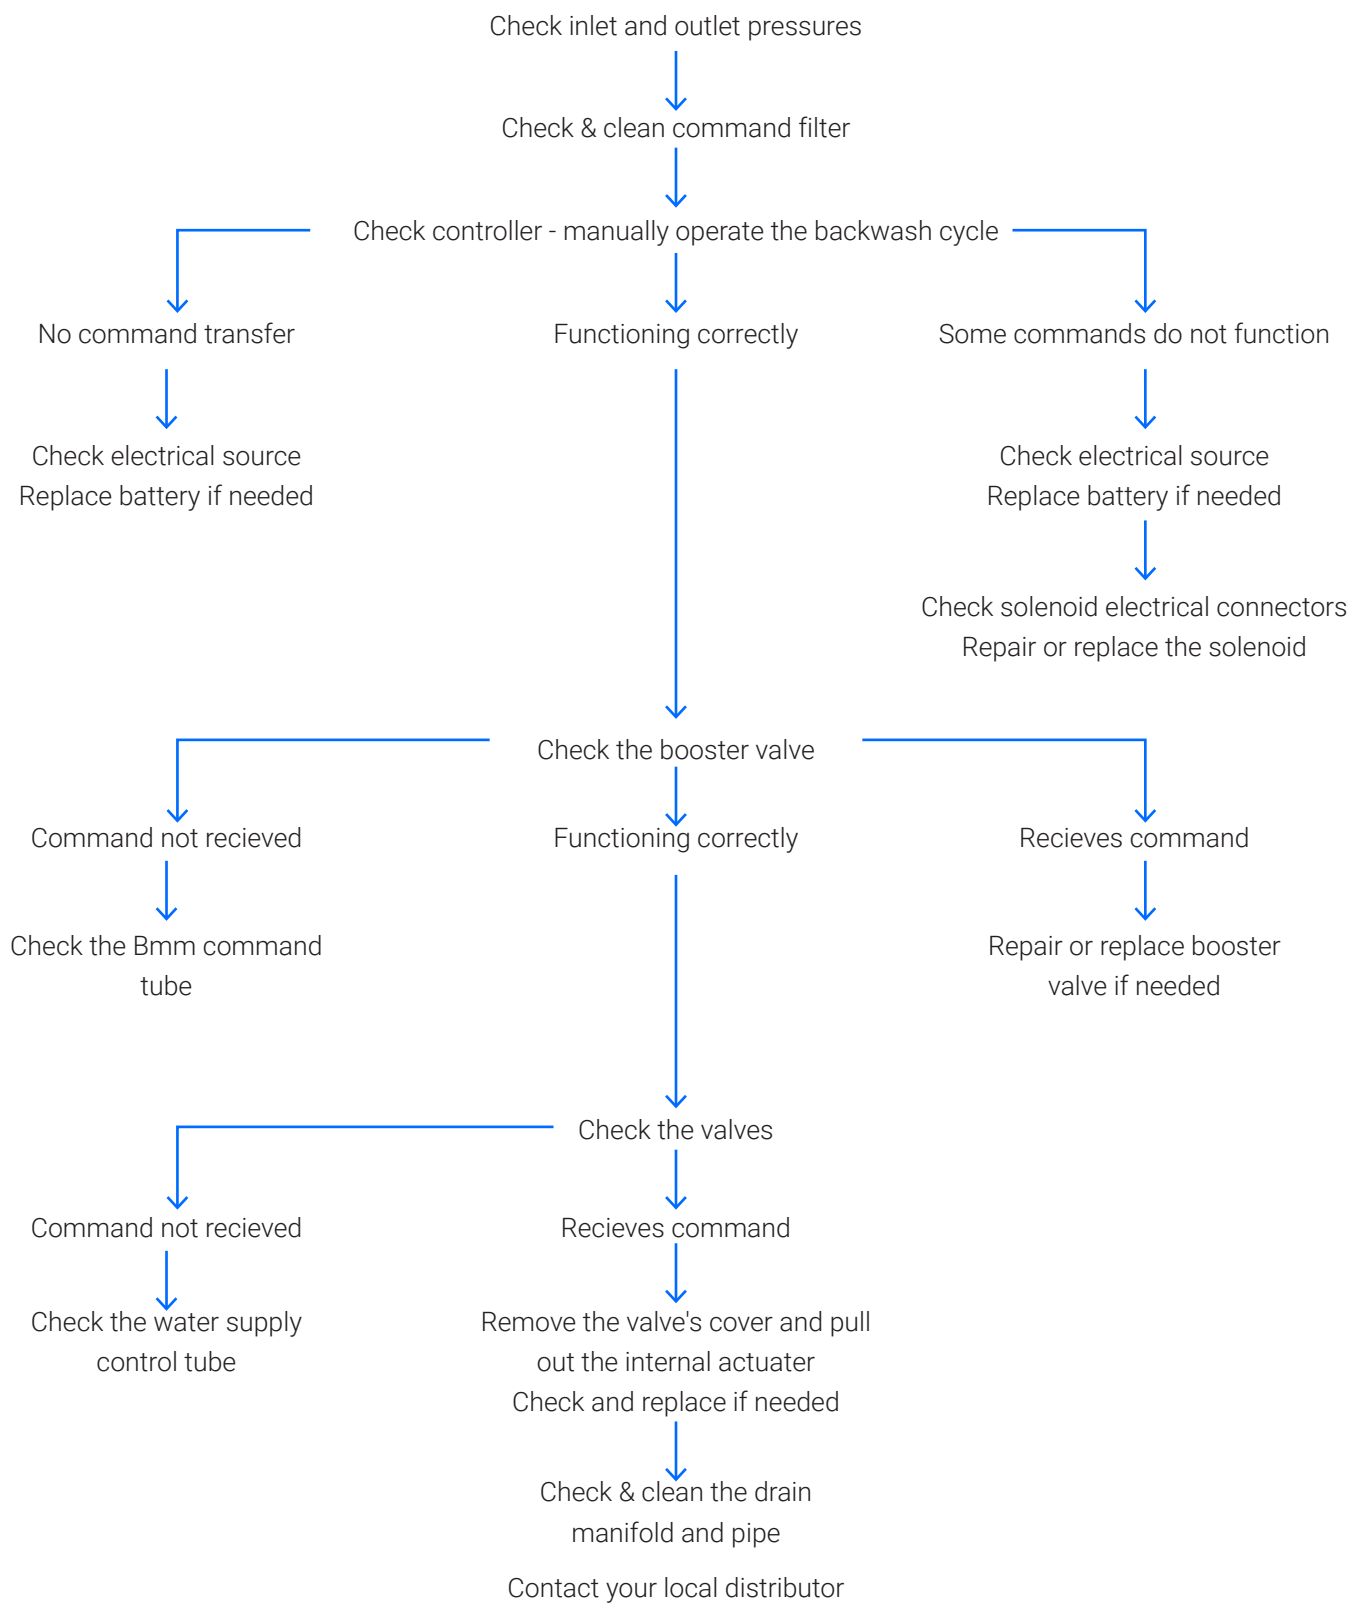 Check inlet and outlet pressures
Check & clean command filter
Check controller - manually operate the backwash cycle
No command transfer
Functioning correctly
Some commands do not function
Check electrical source
Replace battery if needed
Check electrical source
Replace battery if needed
Check solenoid electrical connectors
Repair or replace the solenoid
Check the booster valve
Command not recieved
Functioning correctly
Recieves command
Check the Bmm command
tube
Repair or replace booster
valve if needed
Check the valves
Command not recieved
Recieves command
Check the water supply
control tube
Remove the valve's cover and pull
out the internal actuater
Check and replace if needed
Check & clean the drain
manifold and pipe
Contact your local distributor